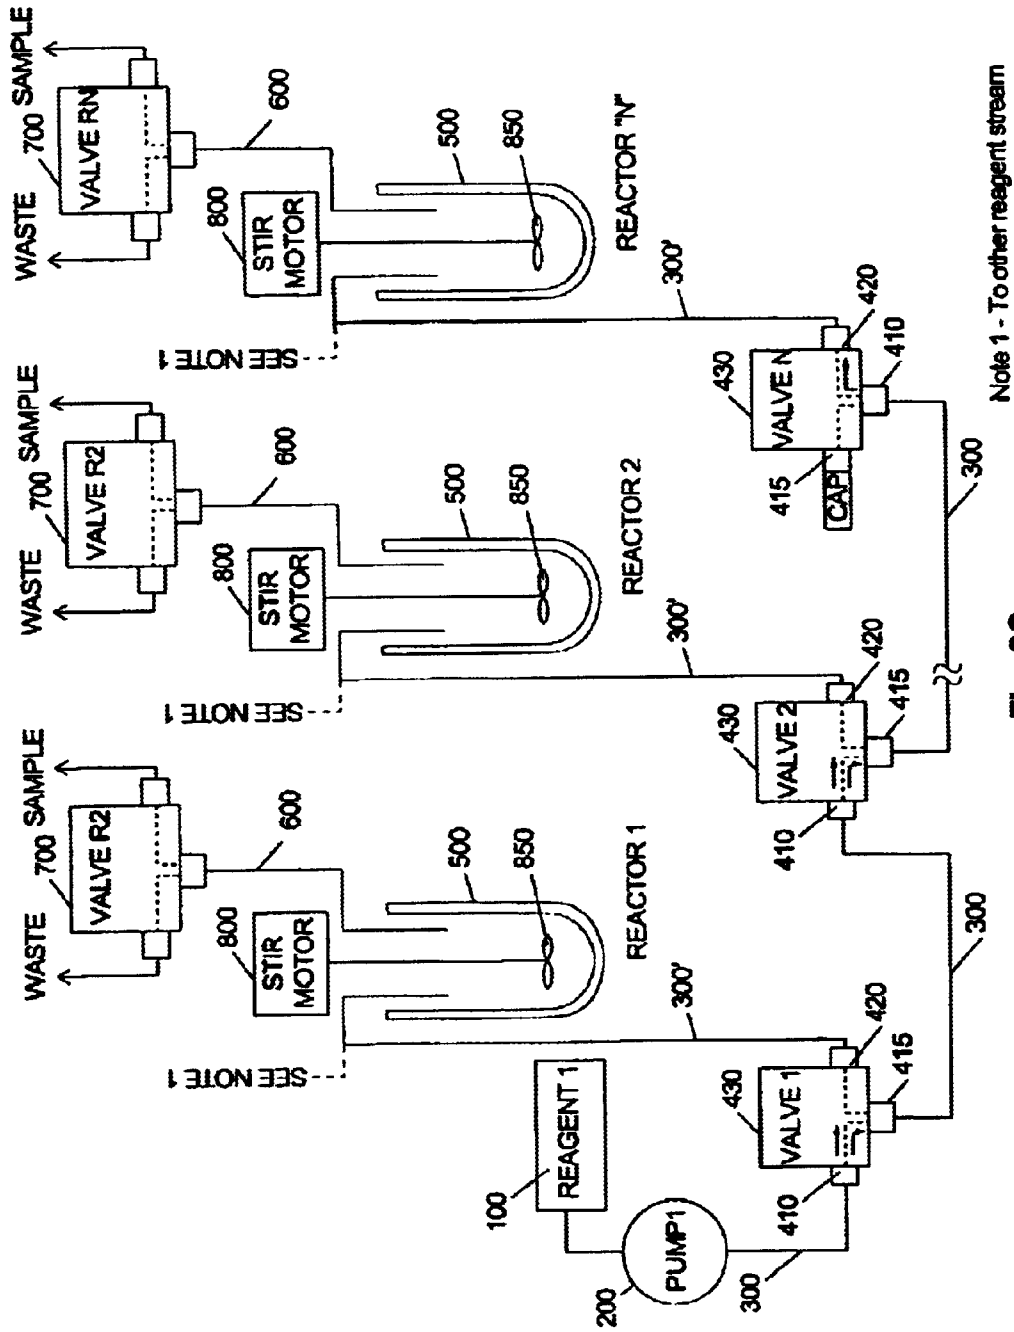 WASTE
SAMPLE
WASTE
SAMPLE
WASTE
SAMPLE
700
700
700
VALVE R2
VALVE R2
VALVE RN
SEE NOTE 1
800
600
SEE NOTE 1
800
600
SEE NOTE 1
800
600
STIR
MOTOR
STIR
MOTOR
STIR
MOTOR
500
500
500
850
850
850
100
REAGENT 1
REACTOR 1
REACTOR 2
REACTOR "N"
200
PUMP1
300'
300'
300'
300
410
430
VALVE 1
420
415
410
430
VALVE 2
420
415
415
CAP
430
VALVE N
420
410
300
300
Note 1 - To other reagent stream